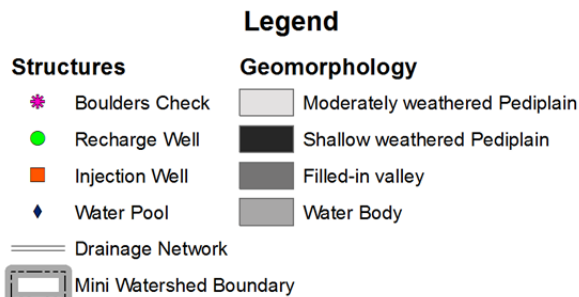 Legend
Structures
Boulders Check
Recharge Well
Injection Well
Water Pool
Drainage Network
Mini Watershed Boundary
Geomorphology
Moderately weathered Pediplain
Shallow weathered Pediplain
Filled-in valley
Water Body